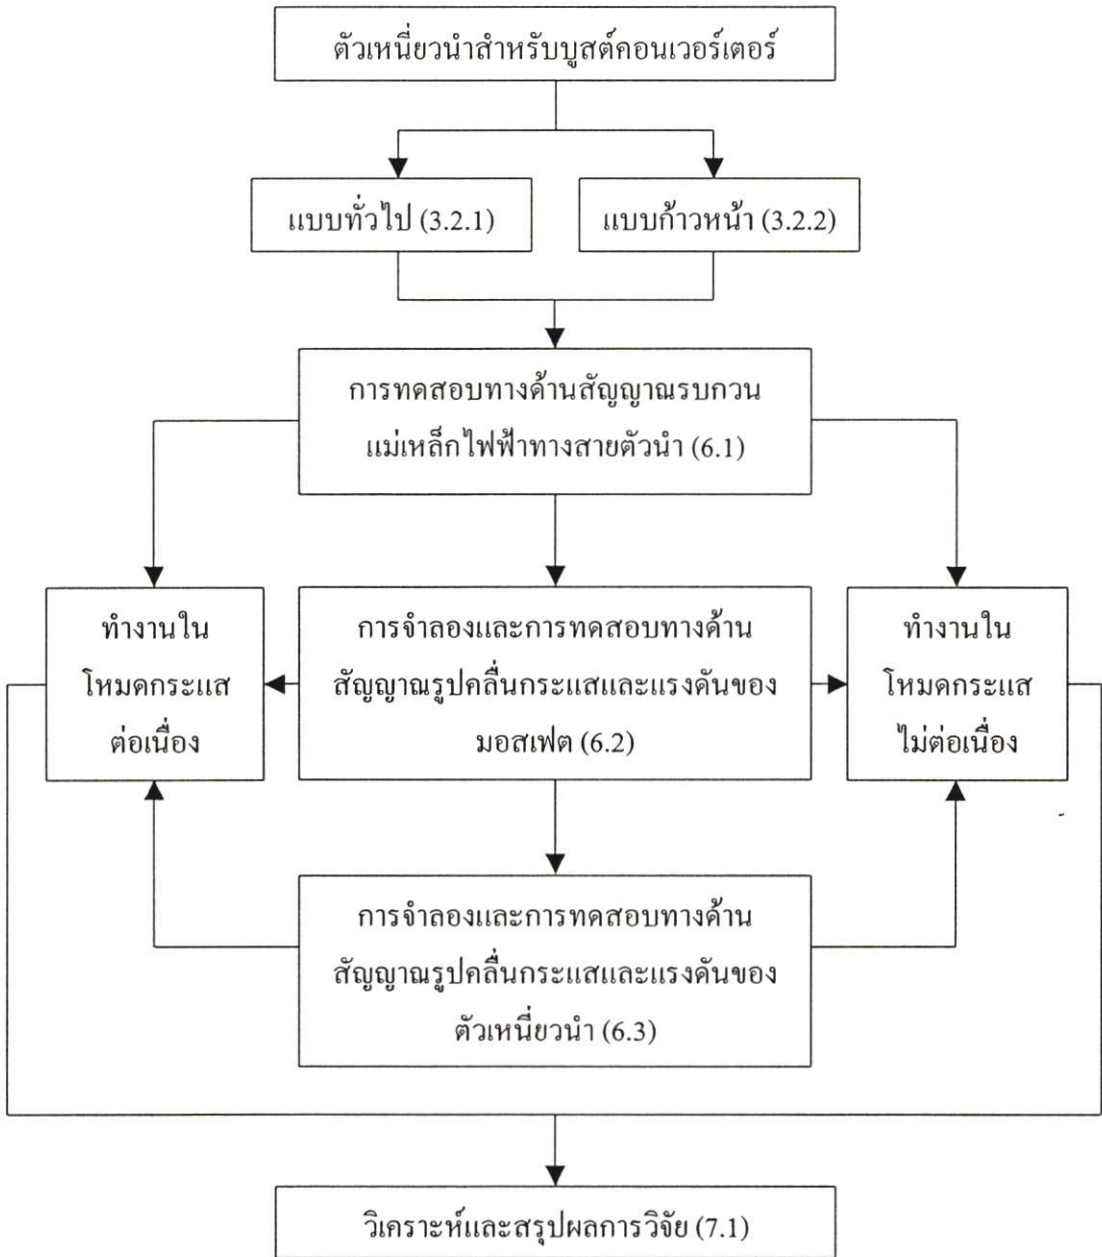 ตัวเหนี่ยวนำสำหรับบูสต์คอนเวอร์เตอร์
แบบทั่วไป (3.2.1)
แบบก้าวหน้า (3.2.2)
การทดสอบทางด้านสัญญาณรบกวน
แม่เหล็กไฟฟ้าทางสายตัวนำ (6.1)
ทำงานใน
โหมดกระแส
ต่อเนื่อง
การจำลองและการทดสอบทางด้าน
สัญญาณรูปคลื่นกระแสและแรงดันของ
มอสเฟต (6.2)
ทำงานใน
โหมดกระแส
ไม่ต่อเนื่อง
การจำลองและการทดสอบทางด้าน
สัญญาณรูปคลื่นกระแสและแรงดันของ
ตัวเหนี่ยวนำ (6.3)
วิเคราะห์และสรุปผลการวิจัย (7.1)